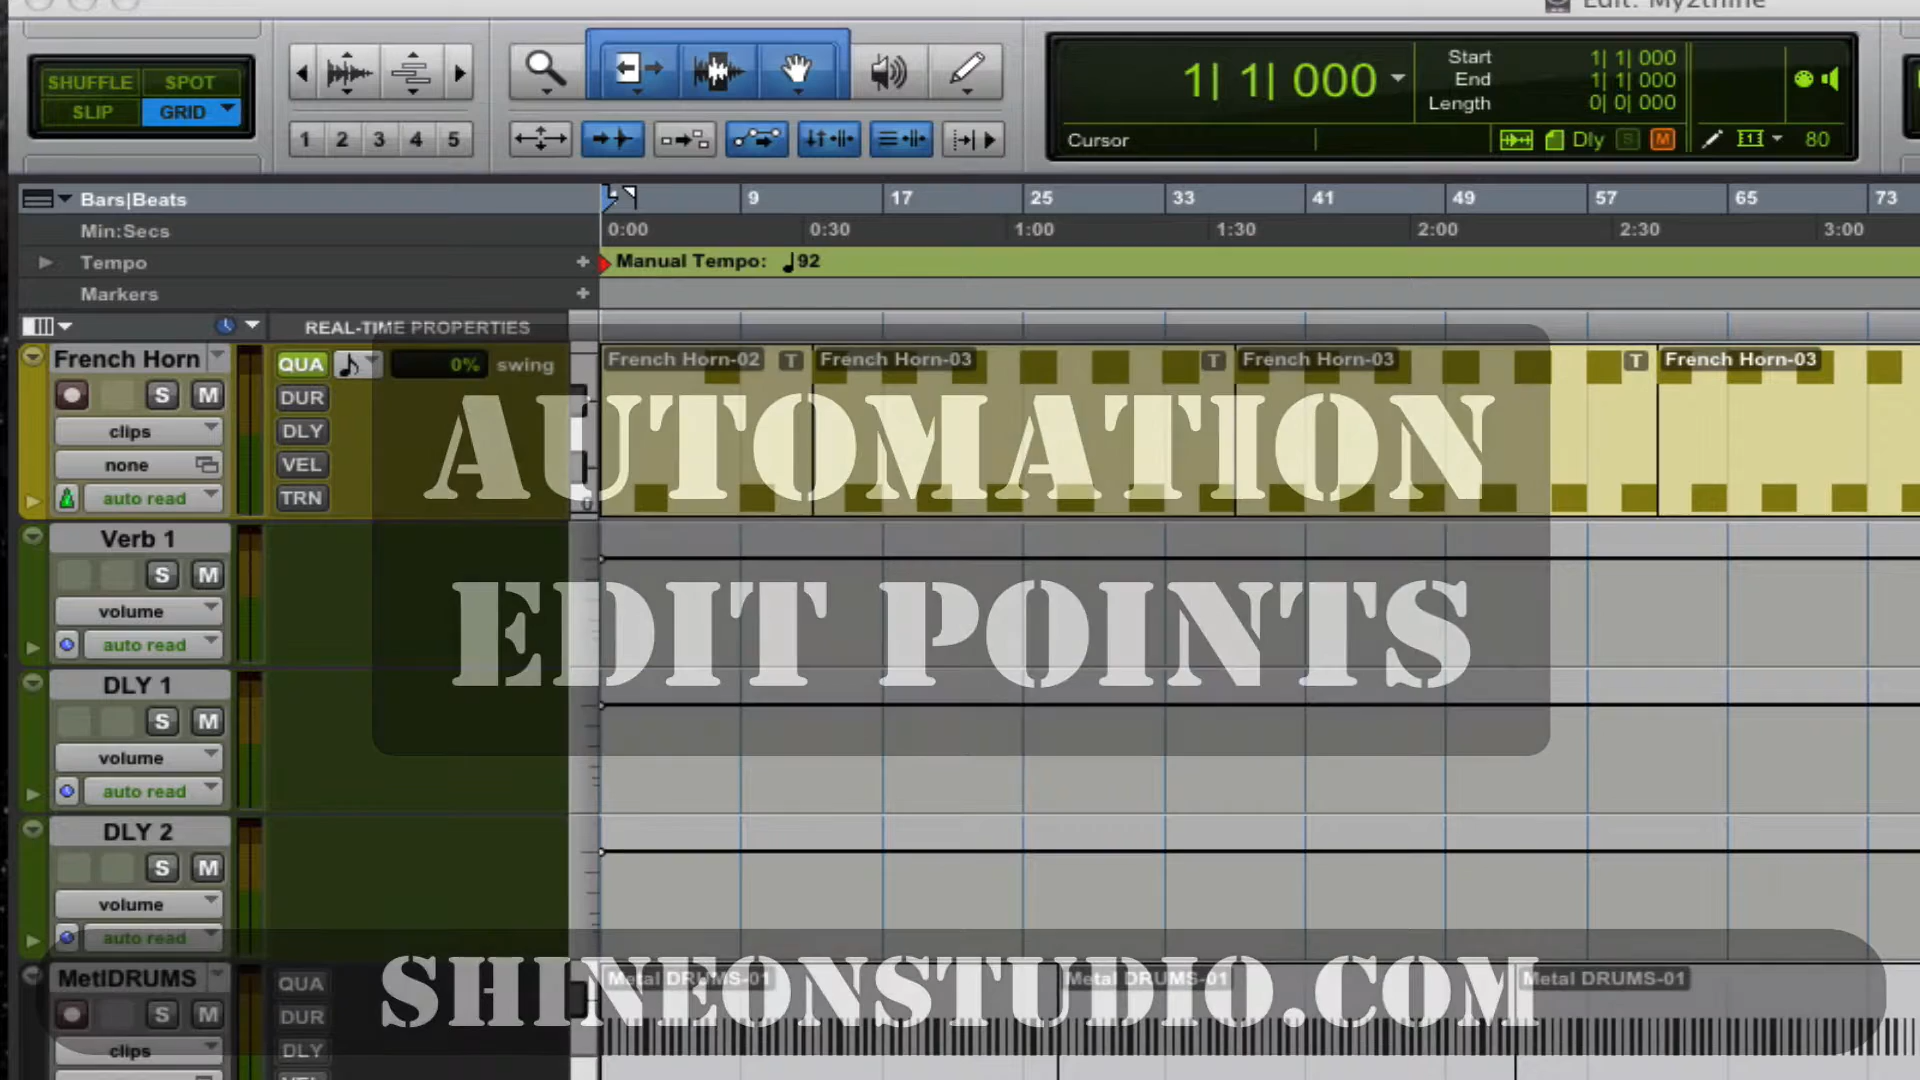 Edit: My2thine
SHUFFLE SPOT
SLIP GRID
1 2 3 4 5
1| 1| 000
Start 1| 1| 000
End 1| 1| 000
Length 0| 0| 000
Cursor
Dly S M 80
Bars|Beats 9 17 25 33 41 49 57 65 73
Min:Secs 0:00 0:30 1:00 1:30 2:00 2:30 3:00
Tempo + Manual Tempo: ♩92
Markers +
REAL-TIME PROPERTIES
French Horn QUA 0% swing
French Horn-02 T French Horn-03 T French Horn-03 T French Horn-03
S M DUR
clips DLY
none VEL
auto read TRN
AUTOMATION
EDIT POINTS
Verb 1
S M
volume
auto read
DLY 1
S M
volume
auto read
DLY 2
S M
volume
auto read
MetlDRUMS QUA
Metal DRUMS-01 Metal DRUMS-01 Metal DRUMS-01
SHINEONSTUDIO.COM
S M DUR
clips DLY
VEL